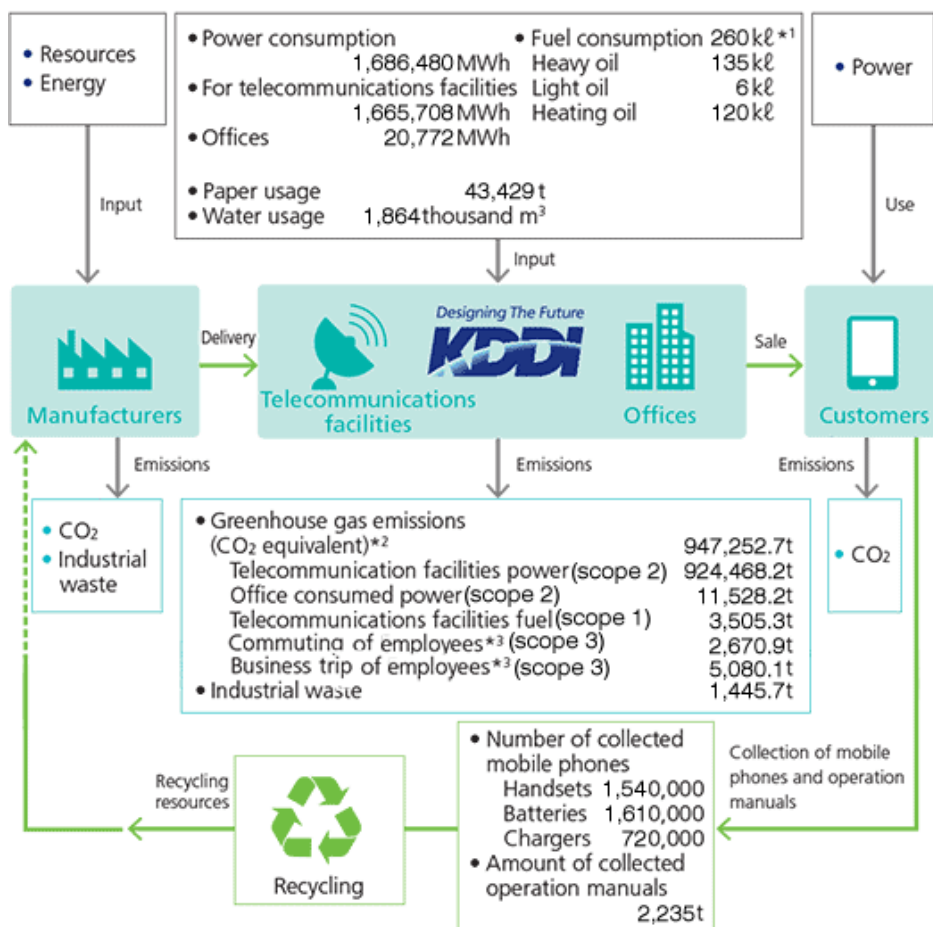 • Resources
• Energy
• Power consumption
1,686,480 MWh
• For telecommunications facilities
1,665,708 MWh
• Offices 20,772 MWh
• Paper usage 43,429 t
• Water usage 1,864 thousand m³
• Fuel consumption 260 kℓ *1
Heavy oil 135 kℓ
Light oil 6 kℓ
Heating oil 120 kℓ
• Power
Input
Input
Use
Manufacturers
Delivery
Designing The Future
KDDI
Telecommunications
facilities
Offices
Sale
Customers
Emissions
Emissions
Emissions
• CO₂
• Industrial
waste
• Greenhouse gas emissions
(CO₂ equivalent)*2 947,252.7t
Telecommunication facilities power (scope 2) 924,468.2t
Office consumed power (scope 2) 11,528.2t
Telecommunications facilities fuel (scope 1) 3,505.3t
Commuting of employees*3 (scope 3) 2,670.9t
Business trip of employees*3 (scope 3) 5,080.1t
• Industrial waste 1,445.7t
• CO₂
Recycling
resources
Recycling
• Number of collected
mobile phones
Handsets 1,540,000
Batteries 1,610,000
Chargers 720,000
• Amount of collected
operation manuals
2,235t
Collection of mobile
phones and operation
manuals